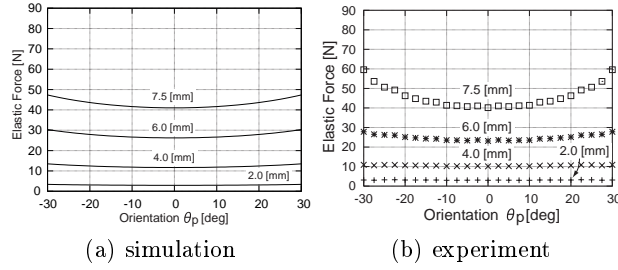 90
80
70
60
50
40
30
20
10
0
Elastic Force [N]
7.5 [mm]
6.0 [mm]
4.0 [mm]
2.0 [mm]
-30 -20 -10 0 10 20 30
Orientation θp [deg]
(a) simulation
90
80
70
60
50
40
30
20
10
0
Elastic Force [N]
7.5 [mm]
6.0 [mm]
4.0 [mm]
2.0 [mm]
-30 -20 -10 0 10 20 30
Orientation θp [deg]
(b) experiment